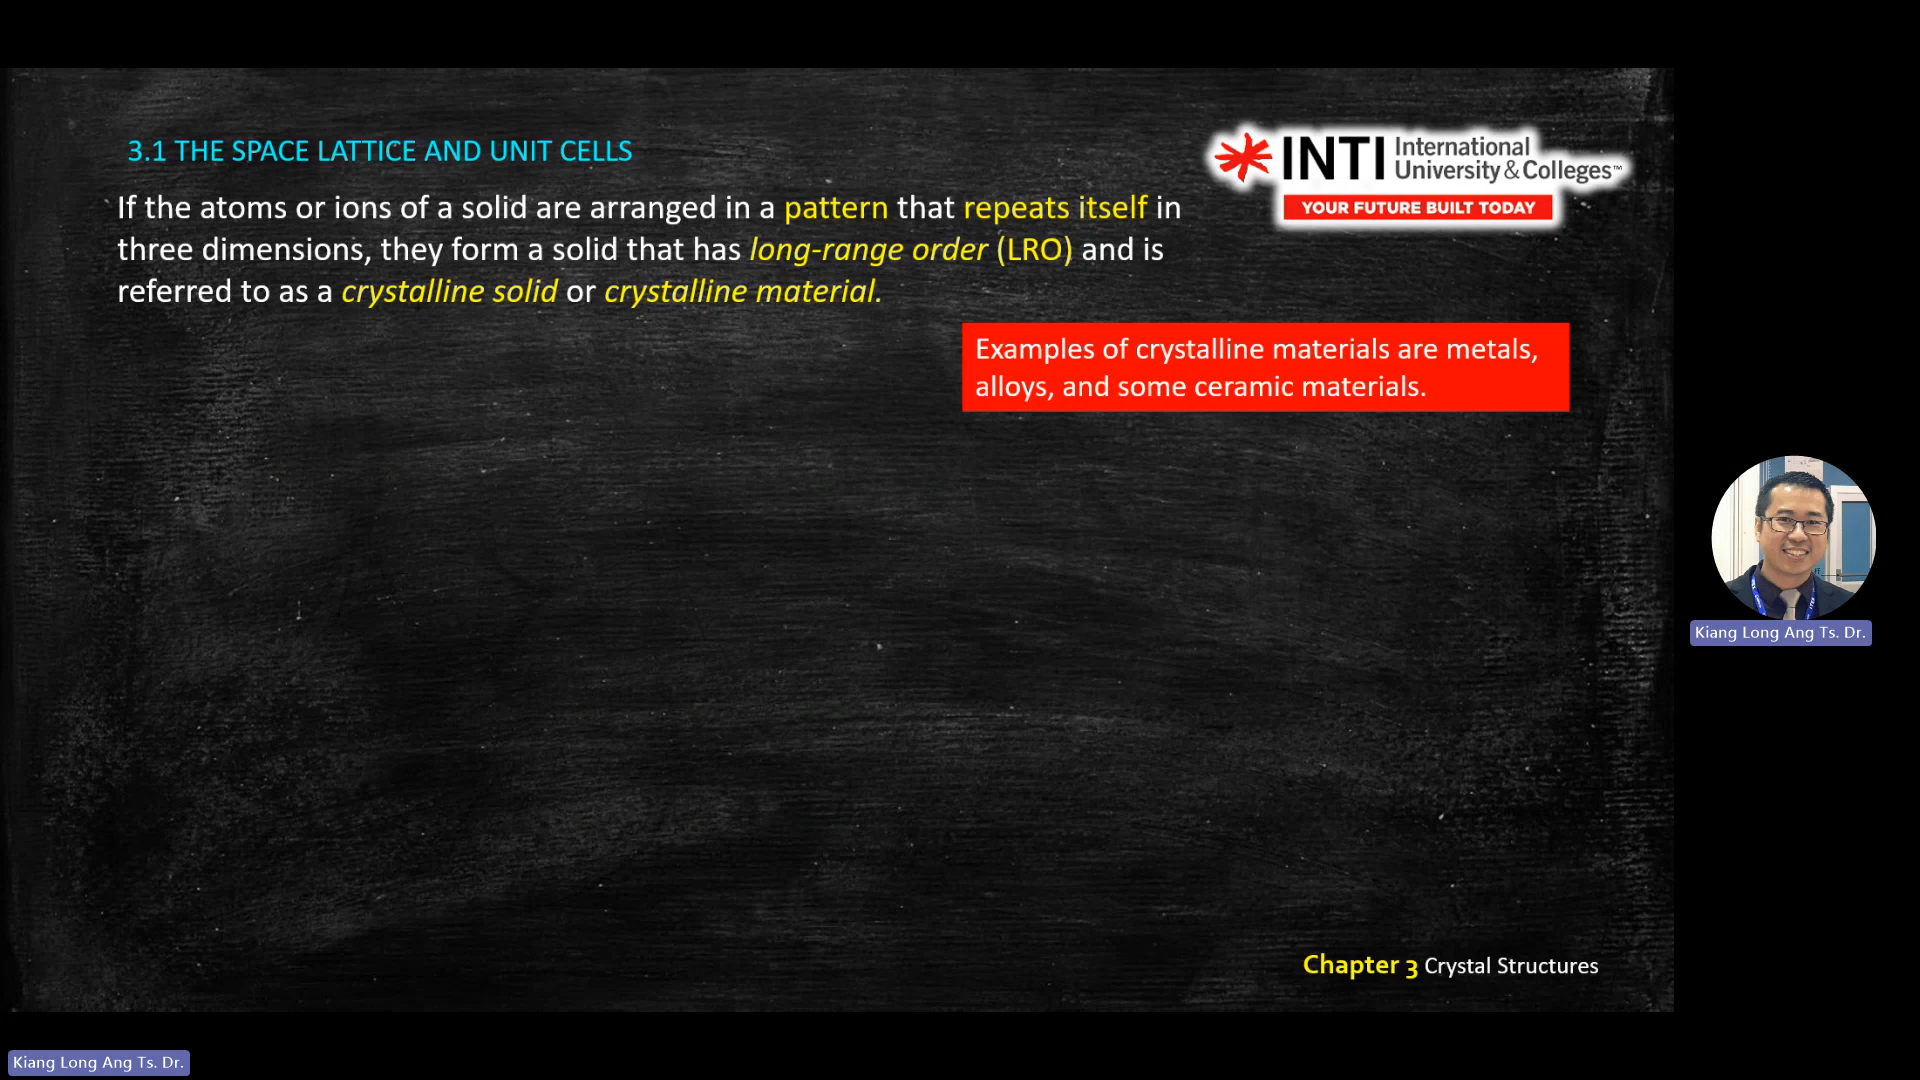 3.1 THE SPACE LATTICE AND UNIT CELLS
INTI International
University & Colleges™
YOUR FUTURE BUILT TODAY
If the atoms or ions of a solid are arranged in a pattern that repeats itself in
three dimensions, they form a solid that has long-range order (LRO) and is
referred to as a crystalline solid or crystalline material.
Examples of crystalline materials are metals,
alloys, and some ceramic materials.
Kiang Long Ang Ts. Dr.
Chapter 3 Crystal Structures
Kiang Long Ang Ts. Dr.